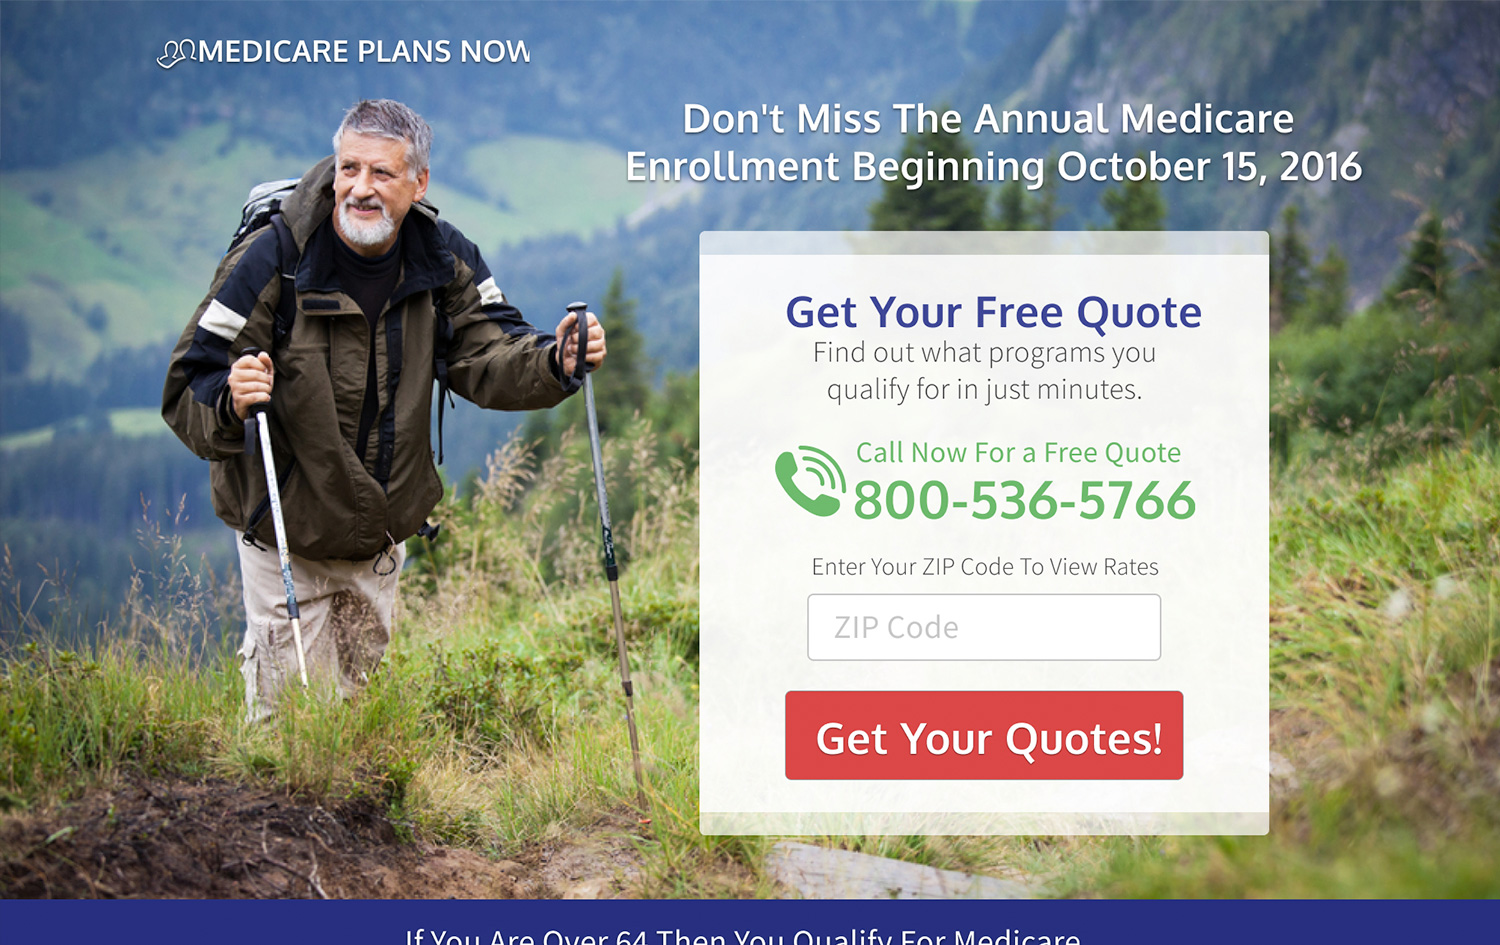 MEDICARE PLANS NOW
Don't Miss The Annual Medicare
Enrollment Beginning October 15, 2016
Get Your Free Quote
Find out what programs you
qualify for in just minutes.
Call Now For a Free Quote
800-536-5766
Enter Your ZIP Code To View Rates
ZIP Code
Get Your Quotes!
If You Are Over 64 Then You Qualify For Medicare